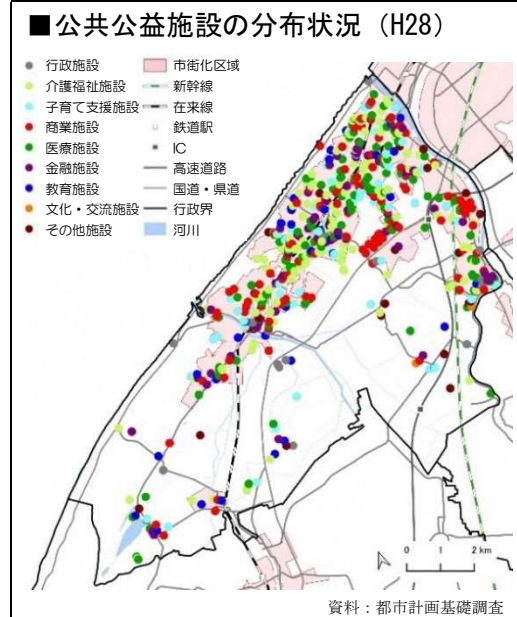 ■公共公益施設の分布状況（H28）
行政施設
介護福祉施設
子育て支援施設
商業施設
医療施設
金融施設
教育施設
文化・交流施設
その他施設
市街化区域
新幹線
在来線
鉄道駅
IC
高速道路
国道・県道
行政界
河川
0 1 2 km
資料：都市計画基礎調査